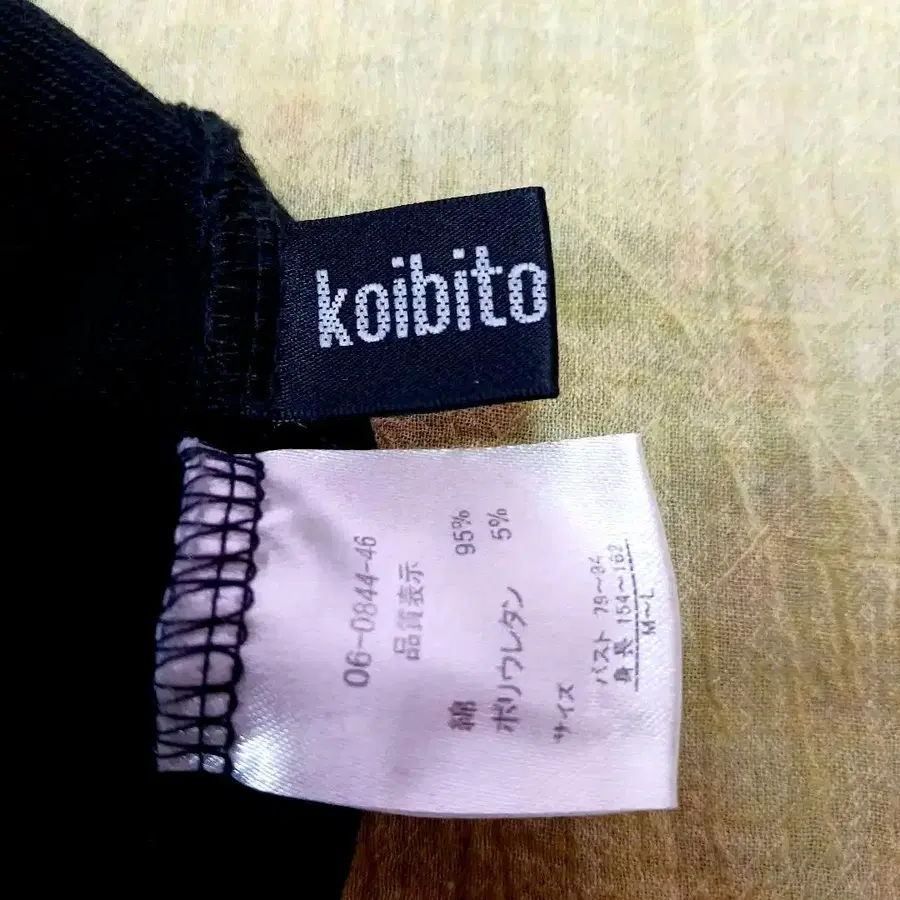 koibito
06-0844-46
品質表示
綿 95%
ポリウレタン 5%
サイズ
バスト 79～94
身長 154～162
M～L